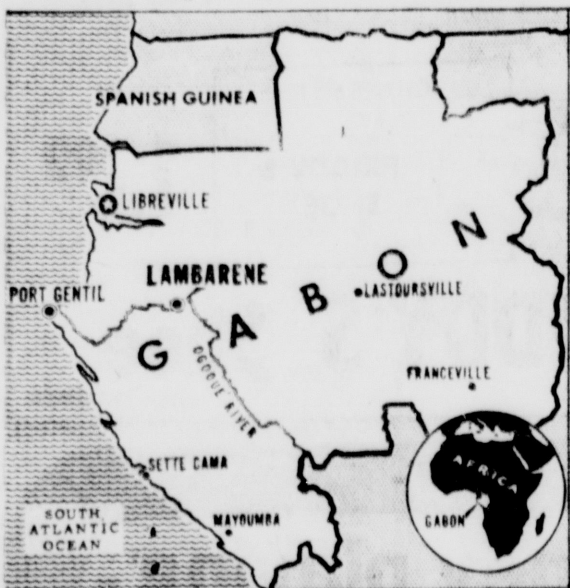 SPANISH GUINEA
LIBREVILLE
LAMBARENE
PORT GENTIL
GABON
LASTOURSVILLE
OGOOUE RIVER
FRANCEVILLE
SETTE CAMA
MAYOUMBA
SOUTH
ATLANTIC
OCEAN
AFRICA
GABON